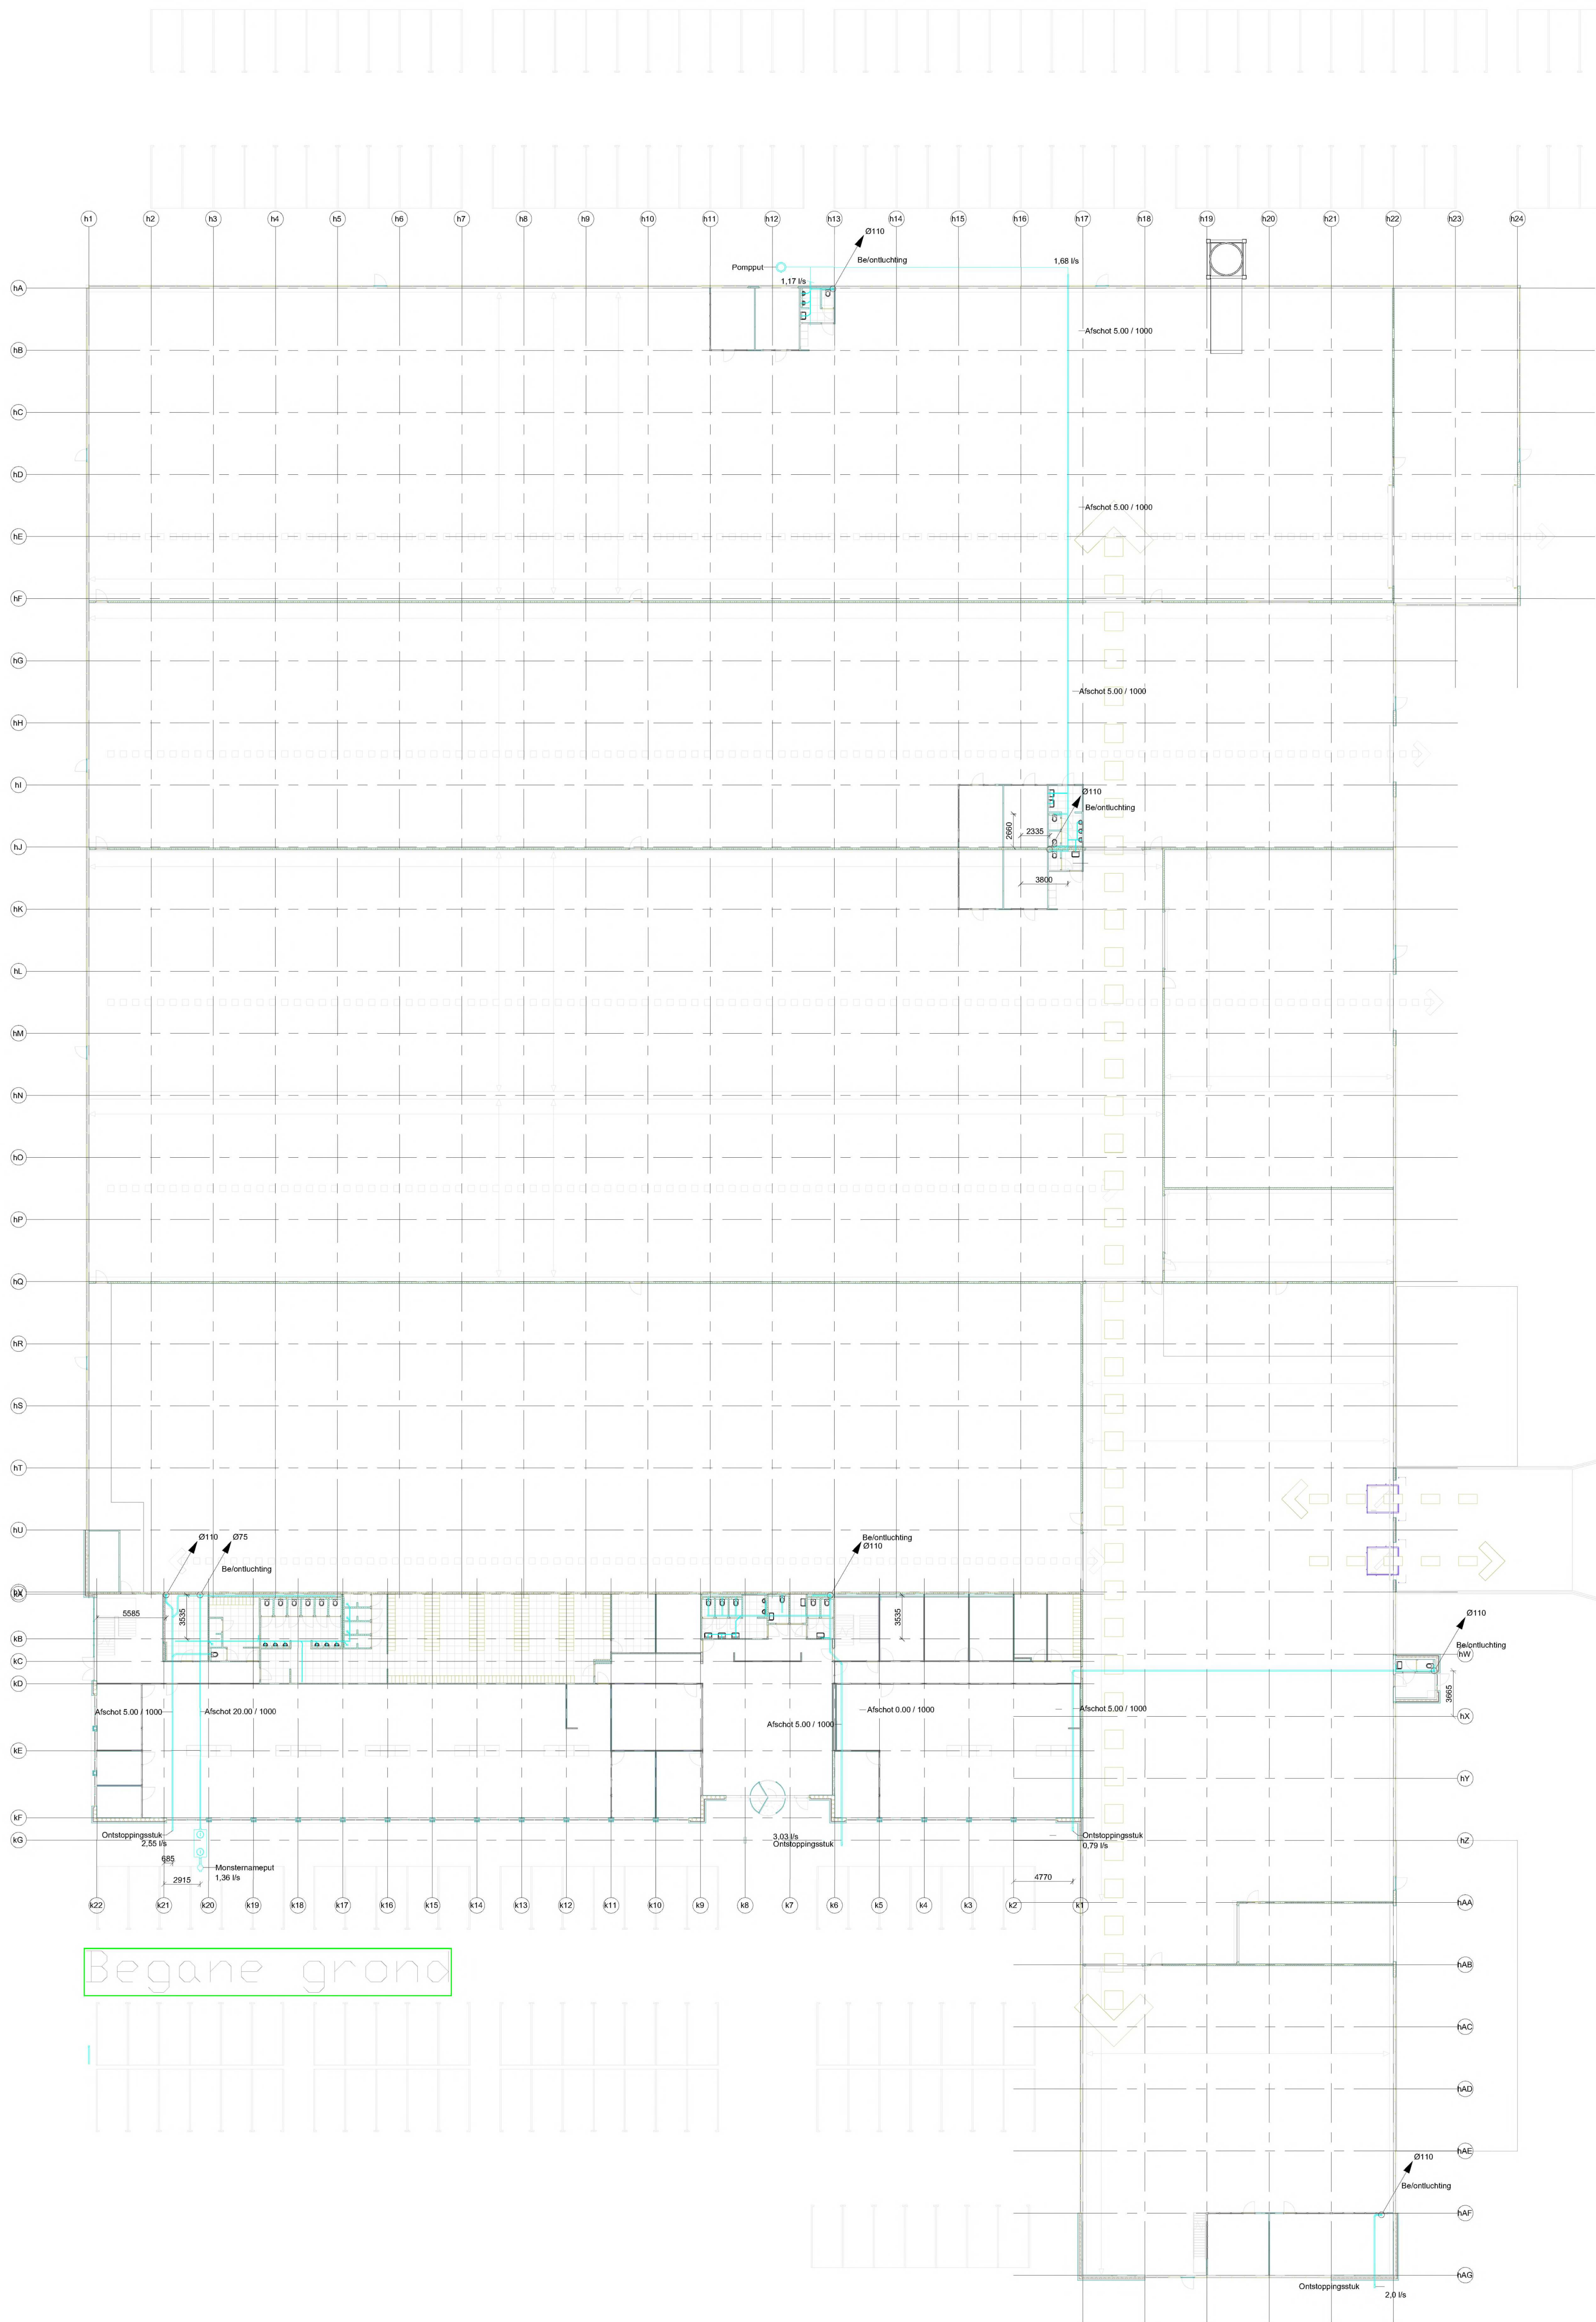 h1 h2 h3 h4 h5 h6 h7 h8 h9 h10 h11 h12 h13 h14 h15 h16 h17 h18 h19 h20 h21 h22 h23 h24
Ø110
Be/ontluchting
Pompput
1,68 l/s
1,17 l/s
hA
Afschot 5.00 / 1000
hB
hC
hD
Afschot 5.00 / 1000
hE
hF
hG
Afschot 5.00 / 1000
hH
hI
Ø110
Be/ontluchting
2660
2335
hJ
3800
hK
hL
hM
hN
hO
hP
hQ
hR
hS
hT
hU
Ø110
Ø75
Be/ontluchting
Be/ontluchting
Ø110
5585
3535
3535
Ø110
kB
Be/ontluchting
kC
hW
kD
3665
Afschot 5.00 / 1000
Afschot 20.00 / 1000
Afschot 5.00 / 1000
Afschot 0.00 / 1000
Afschot 5.00 / 1000
hX
kE
hY
kF
Ontstoppingsstuk
2,55 l/s
3,03 l/s
Ontstoppingsstuk
Ontstoppingsstuk
0,79 l/s
kG
hZ
685
Monsternameput
1,36 l/s
2915
4770
k22 k21 k20 k19 k18 k17 k16 k15 k14 k13 k12 k11 k10 k9 k8 k7 k6 k5 k4 k3 k2 k1
hAA
Begane grond
hAB
hAC
hAD
hAE
Ø110
Be/ontluchting
hAF
hAG
Ontstoppingsstuk
2,0 l/s